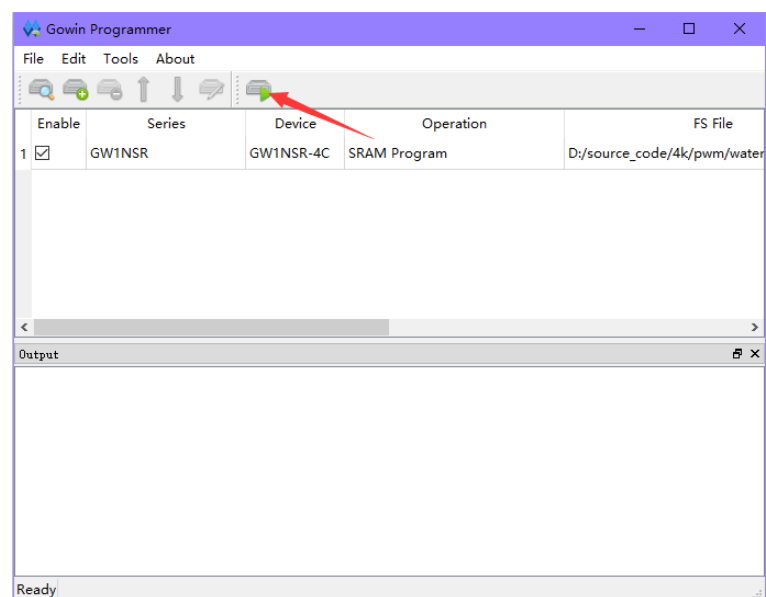 Gowin Programmer
File Edit Tools About
Enable Series Device Operation FS File
1 GW1NSR GW1NSR-4C SRAM Program D:/source_code/4k/pwm/water
Output
Ready